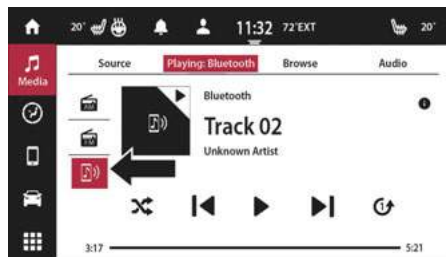 20° 11:32 72°EXT 20°
Media
Source Playing: Bluetooth Browse Audio
AM
FM
Bluetooth
Track 02
Unknown Artist
1
3:17 5:21